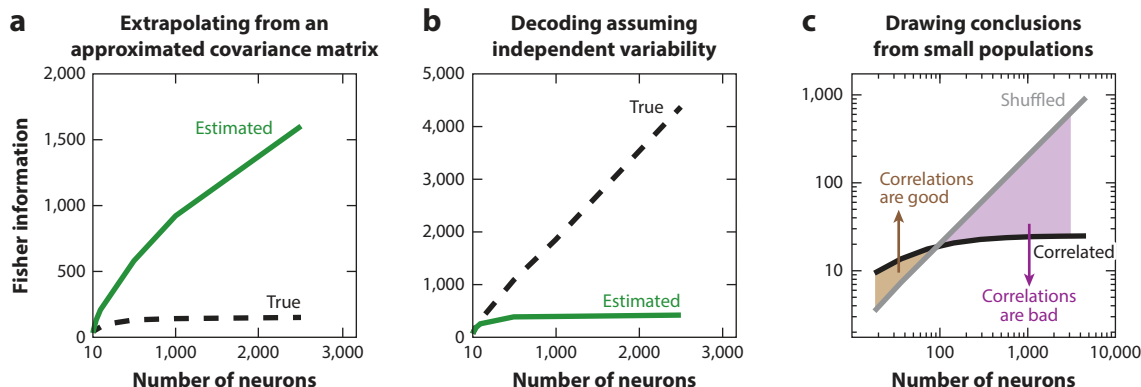 a
Extrapolating from an
approximated covariance matrix
Fisher information
2,000
1,500
1,000
500
0
Estimated
True
10
1,000
2,000
3,000
Number of neurons
b
Decoding assuming
independent variability
5,000
4,000
3,000
2,000
1,000
0
True
Estimated
10
1,000
2,000
3,000
Number of neurons
c
Drawing conclusions
from small populations
1,000
100
10
Shuffled
Correlations
are good
Correlated
Correlations
are bad
100
1,000
10,000
Number of neurons